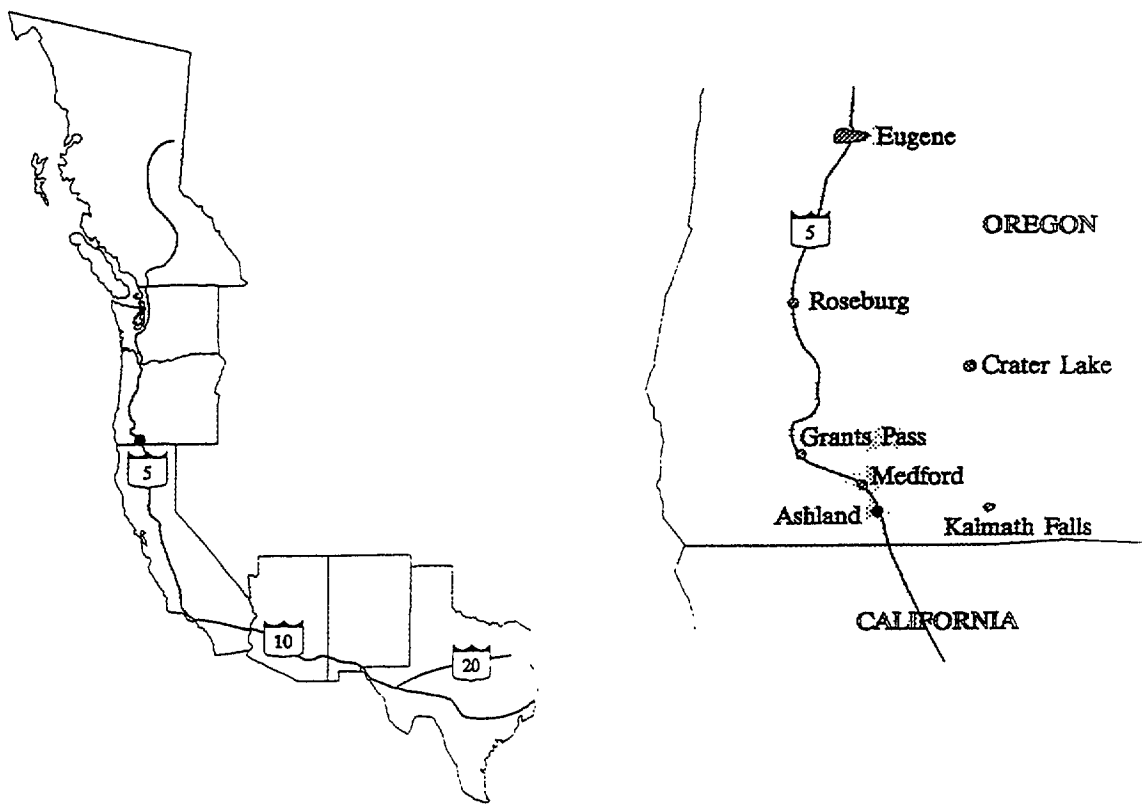 5
10
20
Eugene
5
OREGON
Roseburg
Crater Lake
Grants Pass
Medford
Ashland
Kalmath Falls
CALIFORNIA